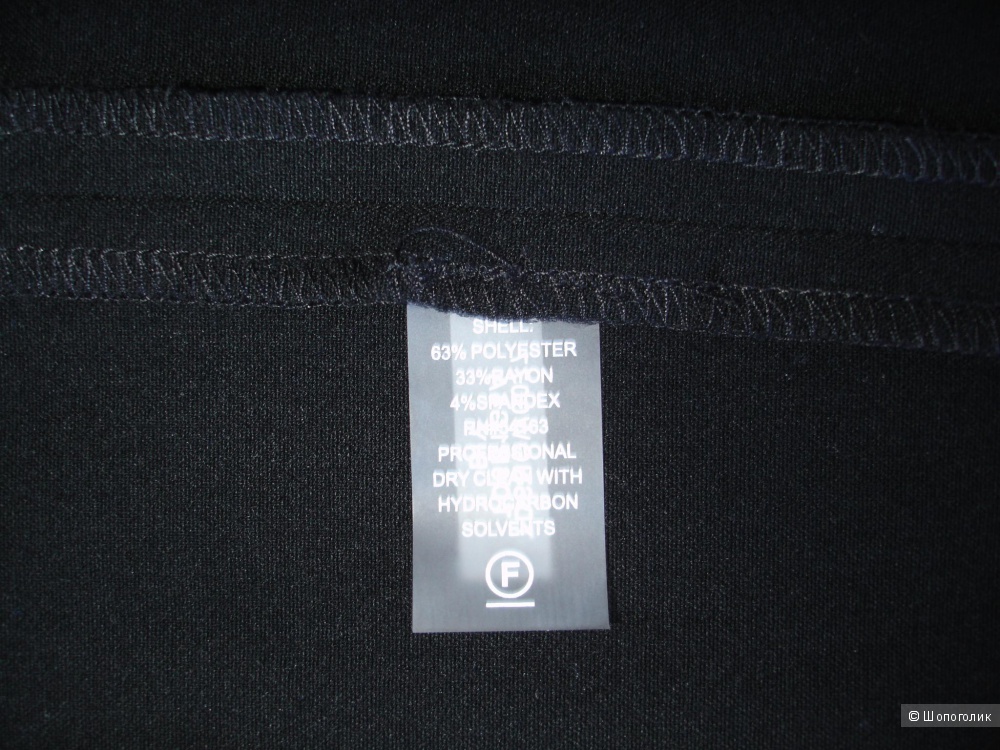 SHELL:
63% POLYESTER
33%RAYON
4%SPANDEX
PROFESSIONAL
DRY CLEAN WITH
HYDROCARBON
SOLVENTS
F
© Шопоголик